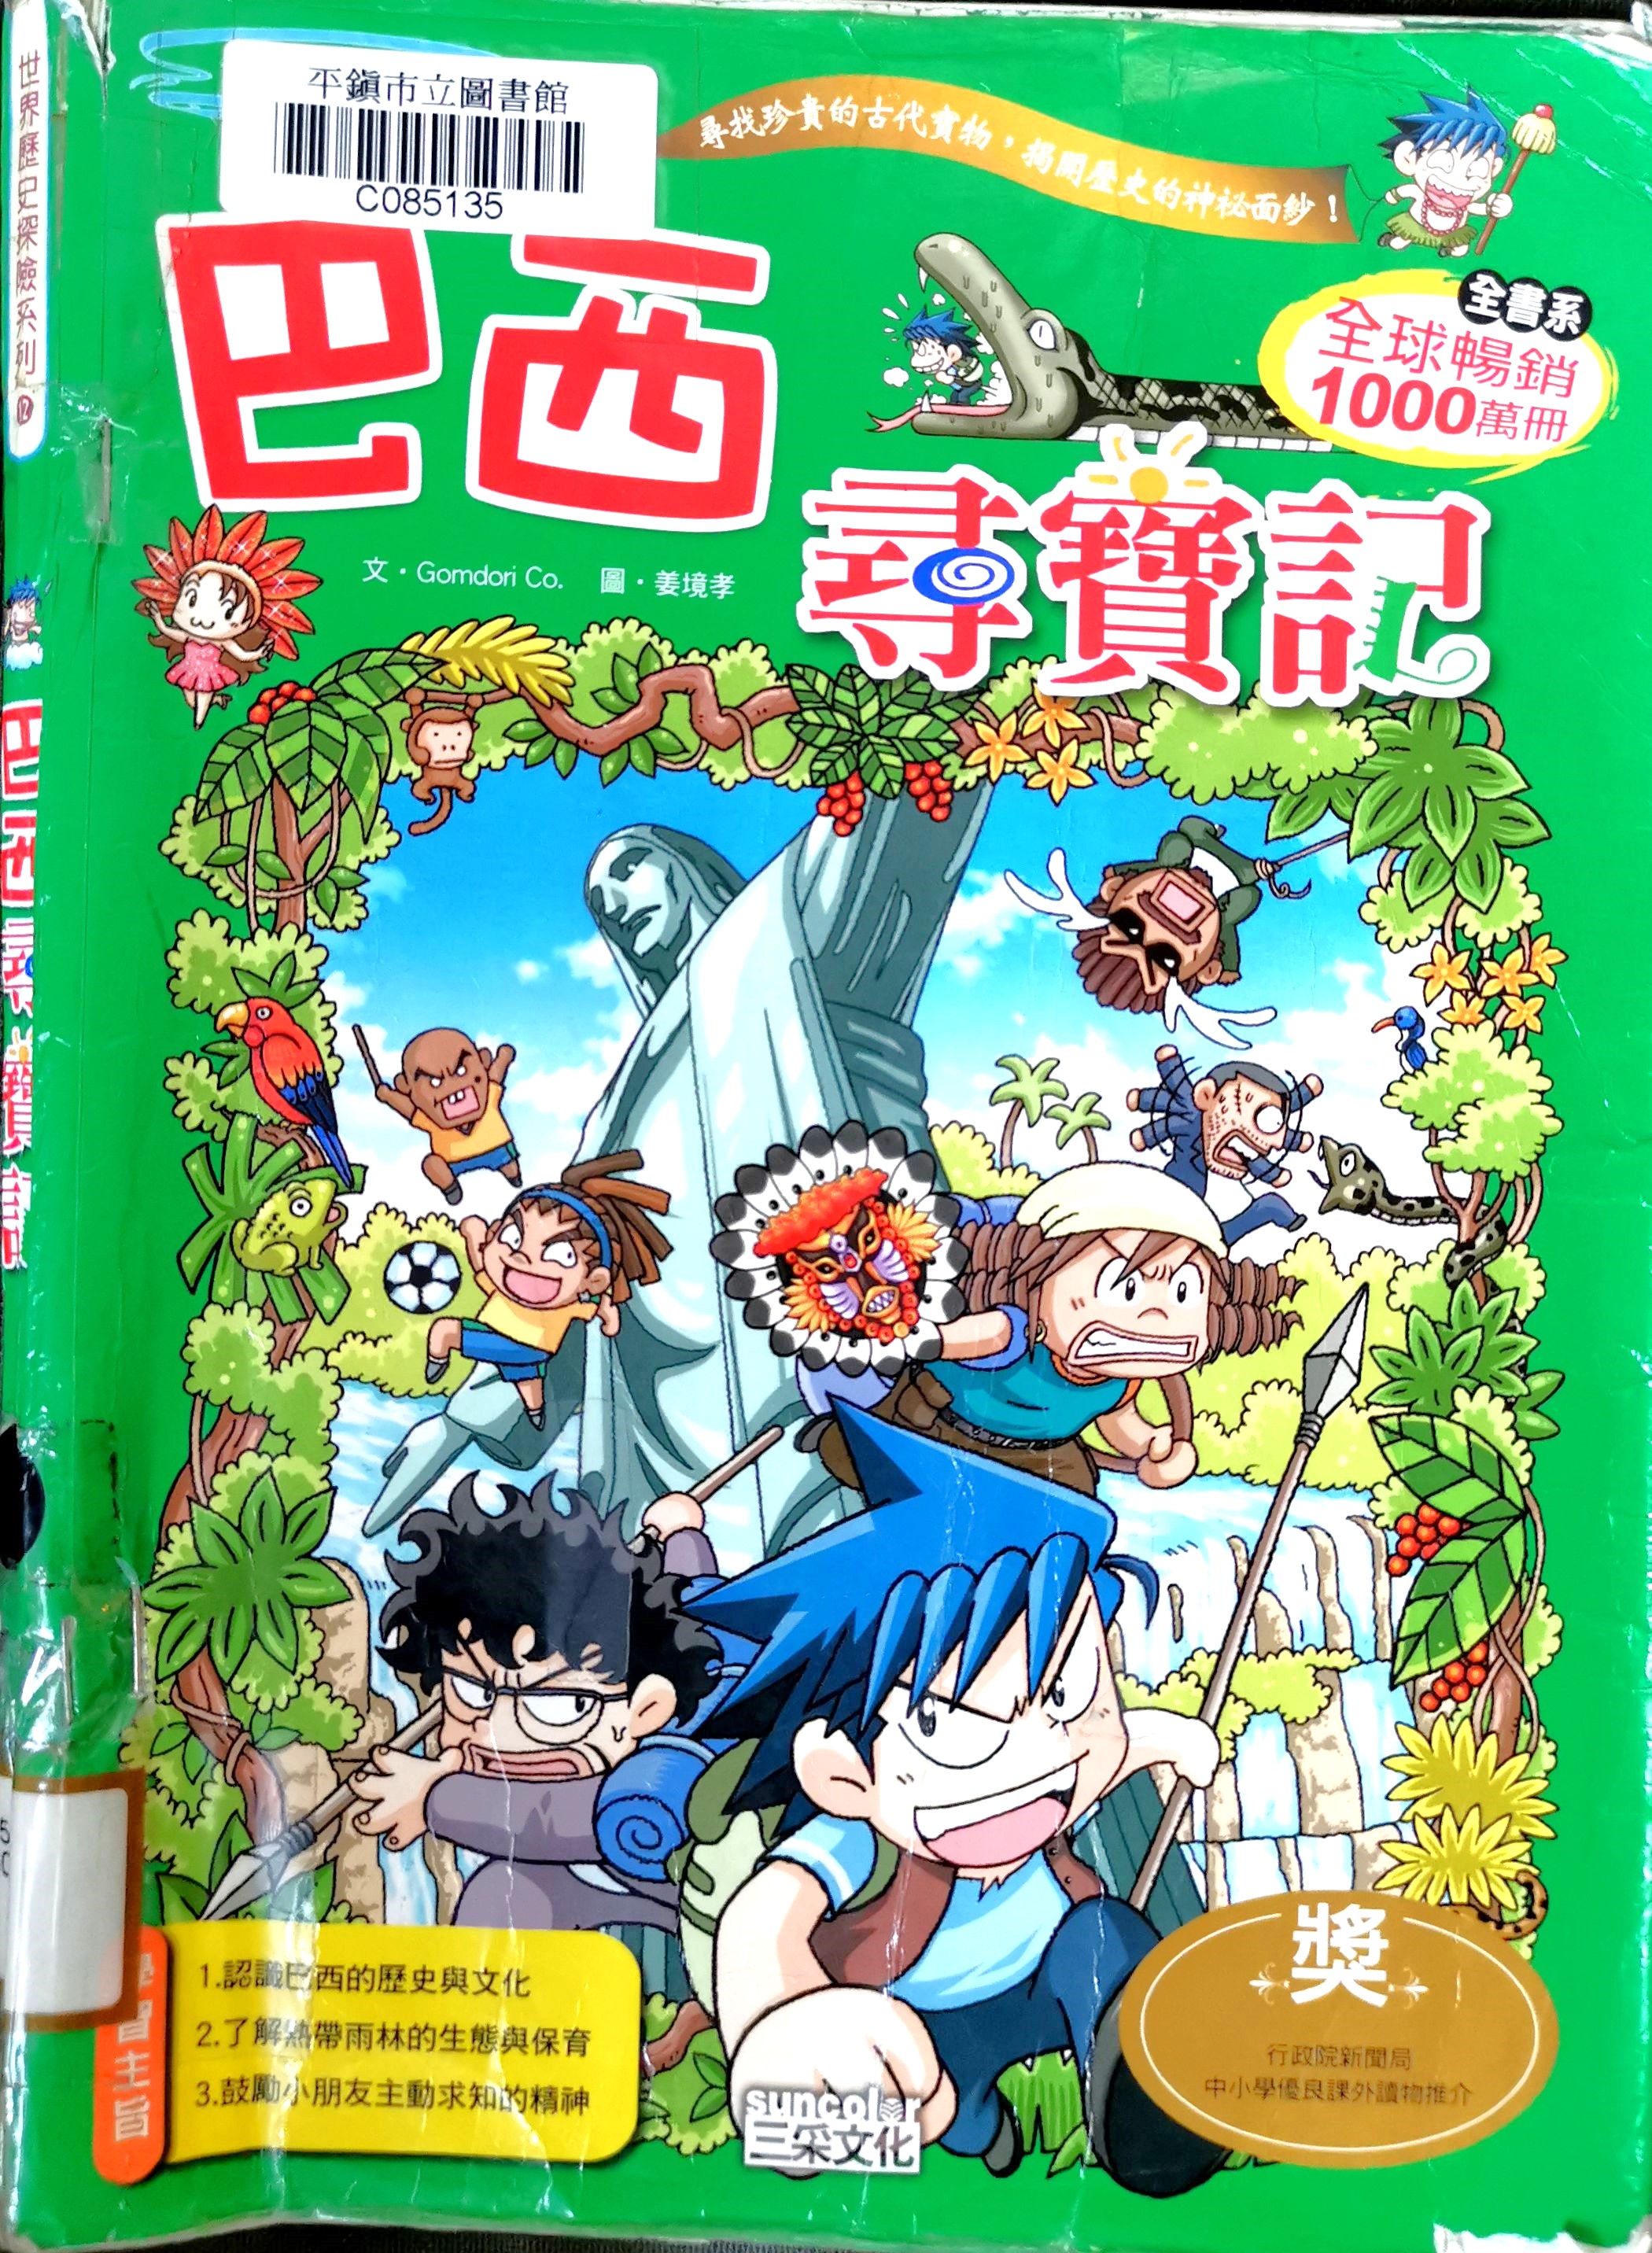 世界歷史探險系列⑫
巴西尋寶記
平鎮市立圖書館
C085135
尋找珍貴的古代寶物，揭開歷史的神祕面紗！
全書系
全球暢銷
1000萬冊
巴西
尋寶記
文・Gomdori Co. 圖・姜境孝
學習主旨
1.認識巴西的歷史與文化
2.了解熱帶雨林的生態與保育
3.鼓勵小朋友主動求知的精神
suncolor
三采文化
獎
行政院新聞局
中小學優良課外讀物推介